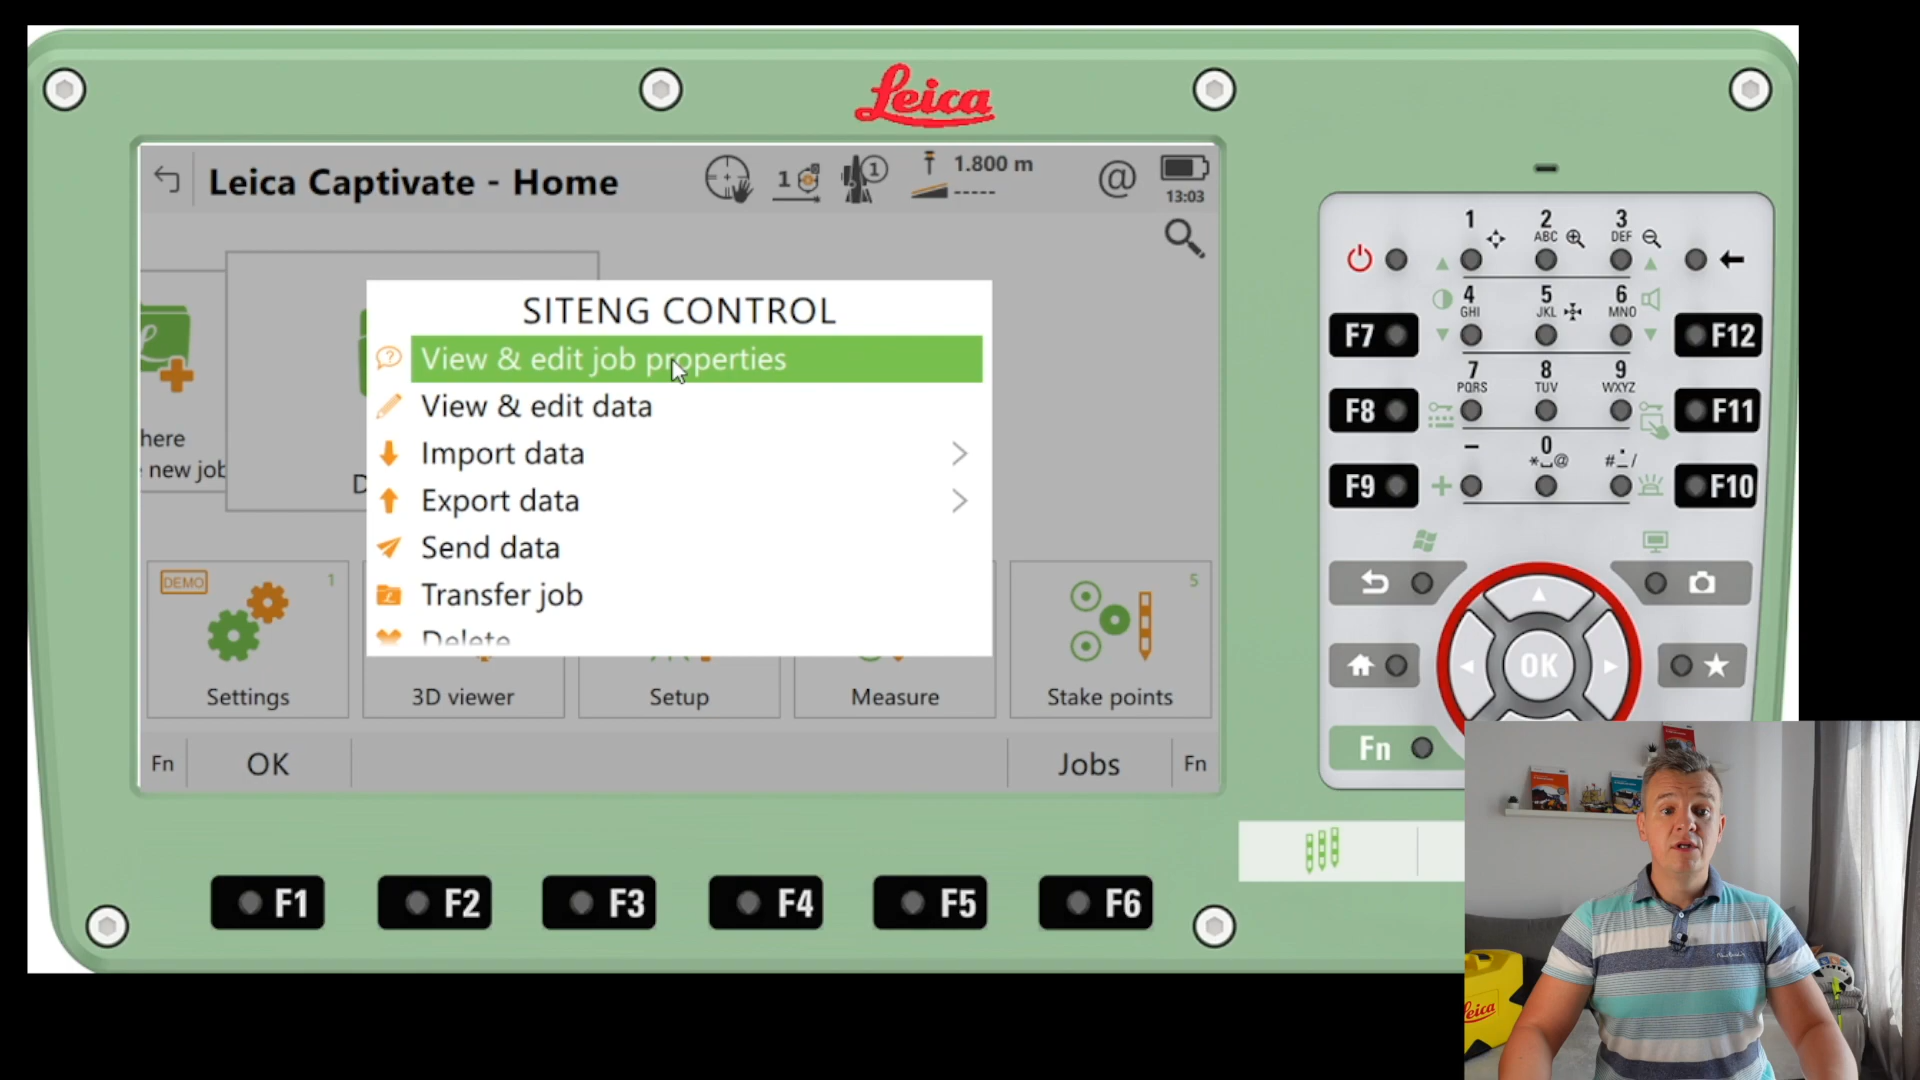 Leica
Leica Captivate - Home
1
1
1.800 m
-----
@
13:03
SITENG CONTROL
View & edit job properties
View & edit data
Import data
Export data
Send data
Transfer job
Delete
here
new job
D
DEMO
1
Settings
3D viewer
Setup
Measure
5
Stake points
Fn
OK
Jobs
Fn
F1
F2
F3
F4
F5
F6
1
2
ABC
3
DEF
F7
4
GHI
5
JKL
6
MNO
F12
F8
7
PQRS
8
TUV
9
WXYZ
F11
F9
0
*⎵@
#./
F10
OK
Fn
Leica